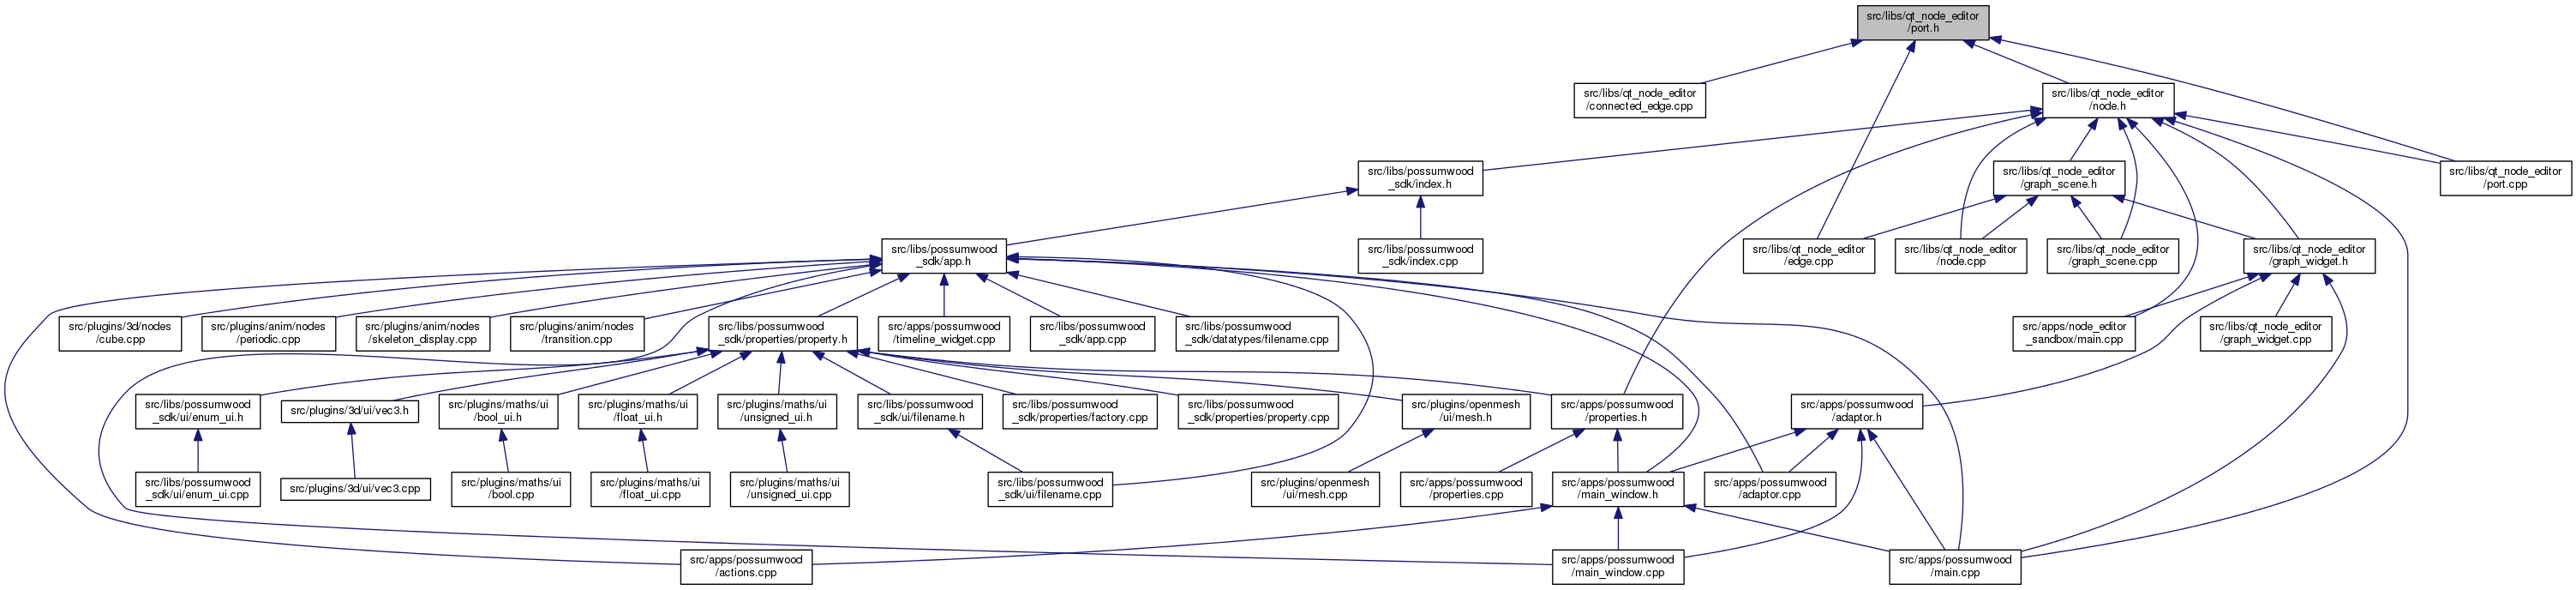 src/libs/qt_node_editor
/port.h
src/libs/qt_node_editor
/connected_edge.cpp
src/libs/qt_node_editor
/node.h
src/libs/possumwood
_sdk/index.h
src/libs/qt_node_editor
/graph_scene.h
src/libs/qt_node_editor
/port.cpp
src/libs/possumwood
_sdk/app.h
src/libs/possumwood
_sdk/index.cpp
src/libs/qt_node_editor
/edge.cpp
src/libs/qt_node_editor
/node.cpp
src/libs/qt_node_editor
/graph_scene.cpp
src/libs/qt_node_editor
/graph_widget.h
src/plugins/3d/nodes
/cube.cpp
src/plugins/anim/nodes
/periodic.cpp
src/plugins/anim/nodes
/skeleton_display.cpp
src/plugins/anim/nodes
/transition.cpp
src/libs/possumwood
_sdk/properties/property.h
src/apps/possumwood
/timeline_widget.cpp
src/libs/possumwood
_sdk/app.cpp
src/libs/possumwood
_sdk/datatypes/filename.cpp
src/apps/node_editor
_sandbox/main.cpp
src/libs/qt_node_editor
/graph_widget.cpp
src/libs/possumwood
_sdk/ui/enum_ui.h
src/plugins/3d/ui/vec3.h
src/plugins/maths/ui
/bool_ui.h
src/plugins/maths/ui
/float_ui.h
src/plugins/maths/ui
/unsigned_ui.h
src/libs/possumwood
_sdk/ui/filename.h
src/libs/possumwood
_sdk/properties/factory.cpp
src/libs/possumwood
_sdk/properties/property.cpp
src/plugins/openmesh
/ui/mesh.h
src/apps/possumwood
/properties.h
src/apps/possumwood
/adaptor.h
src/libs/possumwood
_sdk/ui/enum_ui.cpp
src/plugins/3d/ui/vec3.cpp
src/plugins/maths/ui
/bool.cpp
src/plugins/maths/ui
/float_ui.cpp
src/plugins/maths/ui
/unsigned_ui.cpp
src/libs/possumwood
_sdk/ui/filename.cpp
src/plugins/openmesh
/ui/mesh.cpp
src/apps/possumwood
/properties.cpp
src/apps/possumwood
/main_window.h
src/apps/possumwood
/adaptor.cpp
src/apps/possumwood
/actions.cpp
src/apps/possumwood
/main_window.cpp
src/apps/possumwood
/main.cpp